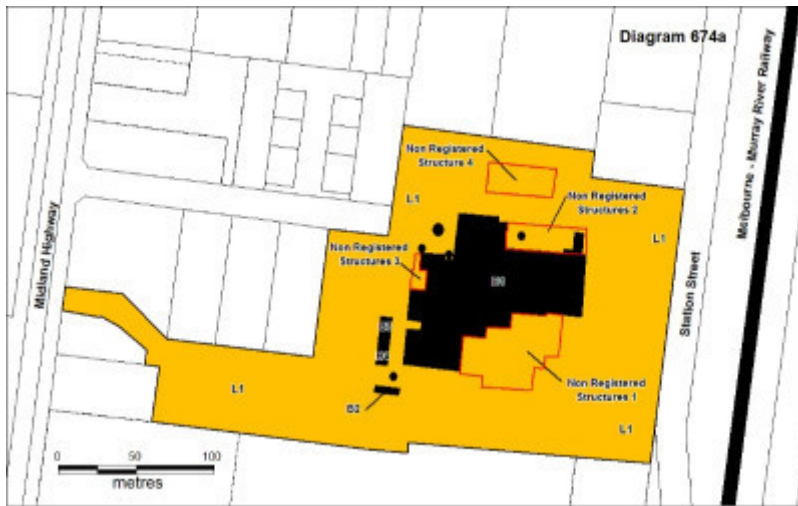 Diagram 674a
Melbourne - Murray River Railway
Non Registered
Structure 4
Non Registered
Structures 2
L1
L1
Midland Highway
Non Registered
Structures 3
Station Street
L1
Non Registered
Structures 1
B2
L1
0
50
100
metres